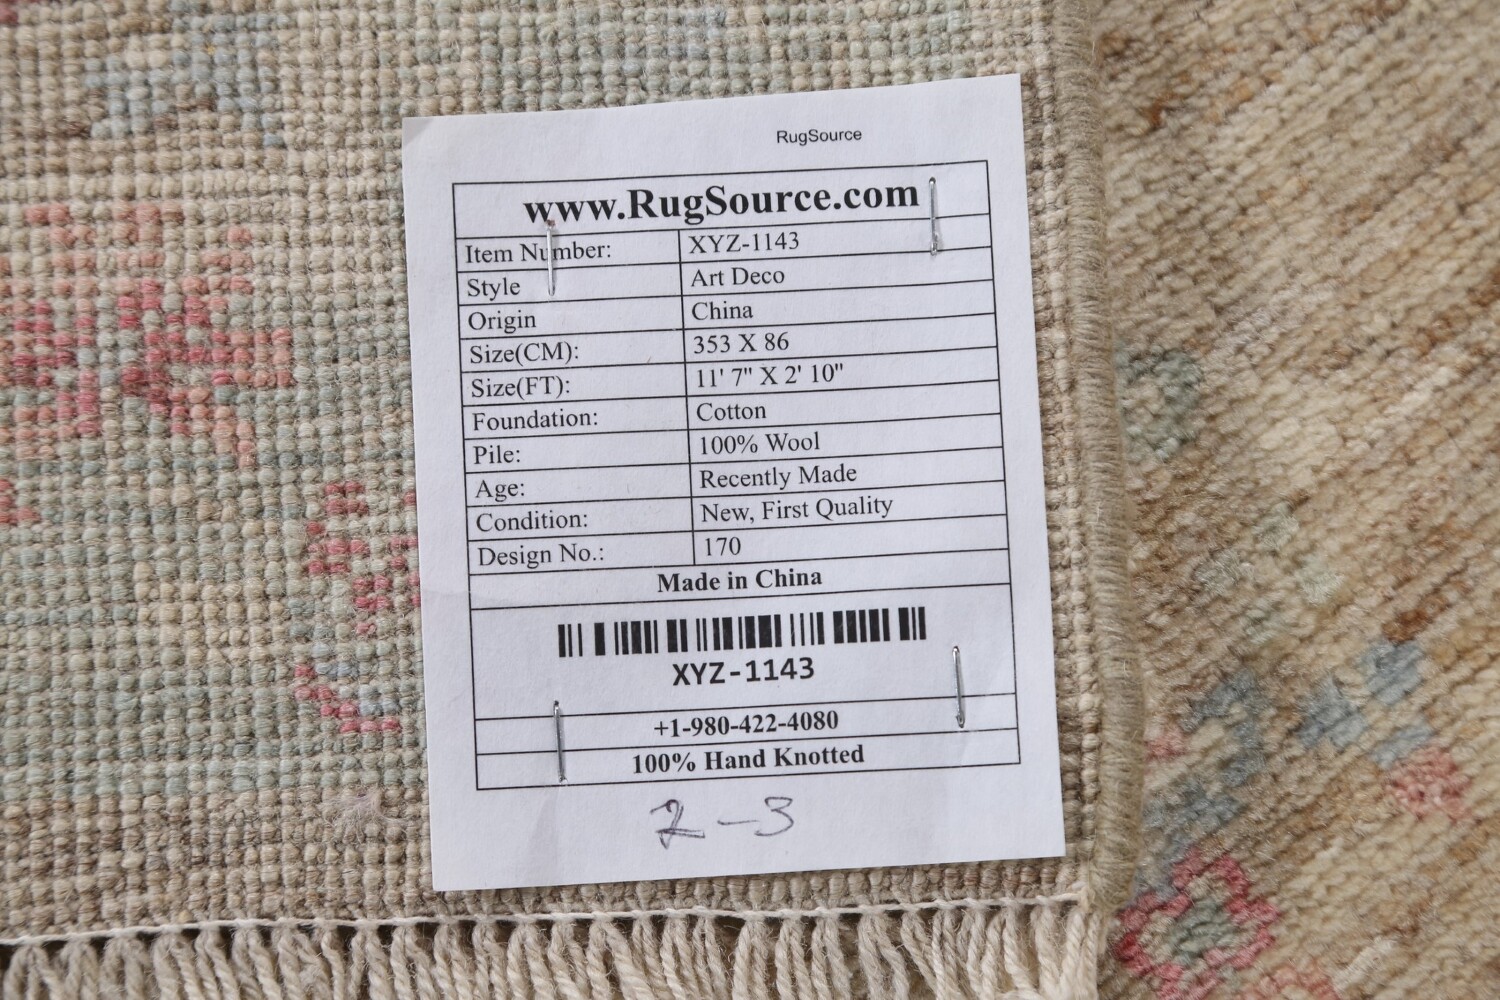 RugSource
www.RugSource.com
Item Number: XYZ-1143
Style Art Deco
Origin China
Size(CM): 353 X 86
Size(FT): 11' 7" X 2' 10"
Foundation: Cotton
Pile: 100% Wool
Age: Recently Made
Condition: New, First Quality
Design No.: 170
Made in China
XYZ-1143
+1-980-422-4080
100% Hand Knotted
2-3